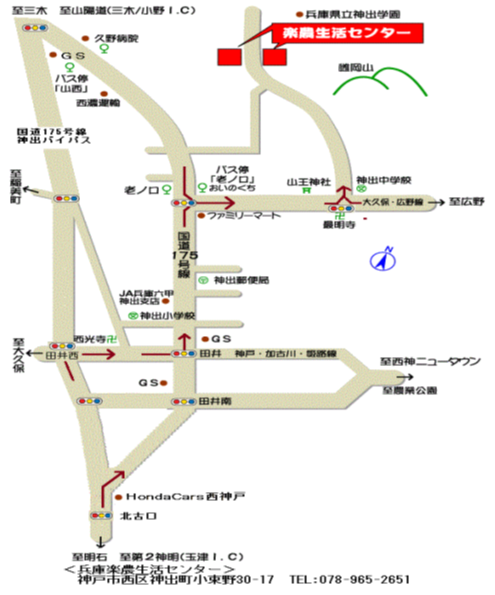 至三木 至山陽道(三木/小野I.C)
兵庫県立神出学園
楽農生活センター
久野病院
GS
バス停
「山西」
西濃運輸
雌岡山
国道175号線
神出バイパス
至稲美町
バス停
「老ノ口」
おいのくち
老ノ口
山王神社
神出中学校
大久保・広野線
至広野
最明寺
ファミリーマート
国道175号線
N
神出郵便局
JA兵庫六甲
神出支店
神出小学校
西光寺
GS
至大久保
田井西
田井
神戸・加古川・姫路線
至西神ニュータウン
至農業公園
GS
田井南
HondaCars西神戸
北古口
至明石 至第2神明(玉津I.C)
<兵庫楽農生活センター>
神戸市西区神出町小束野30-17 TEL:078-965-2651